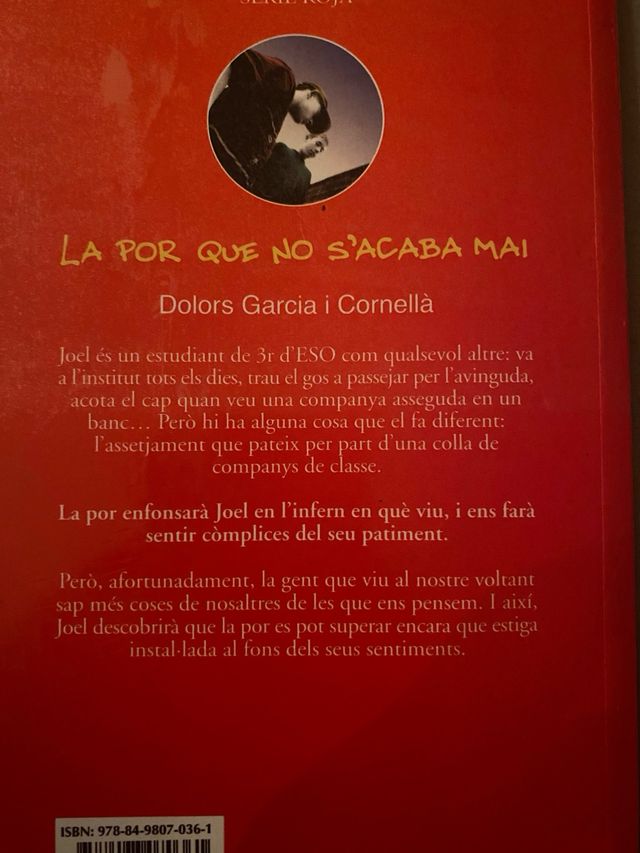 SÈRIE ROJA
LA POR QUE NO S'ACABA MAI
Dolors Garcia i Cornellà
Joel és un estudiant de 3r d'ESO com qualsevol altre: va
a l'institut tots els dies, trau el gos a passejar per l'avinguda,
acota el cap quan veu una companya asseguda en un
banc... Però hi ha alguna cosa que el fa diferent:
l'assetjament que pateix per part d'una colla de
companys de classe.
La por enfonsarà Joel en l'infern en què viu, i ens farà
sentir còmplices del seu patiment.
Però, afortunadament, la gent que viu al nostre voltant
sap més coses de nosaltres de les que ens pensem. I així,
Joel descobrirà que la por es pot superar encara que estiga
instal·lada al fons dels seus sentiments.
ISBN: 978-84-9807-036-1